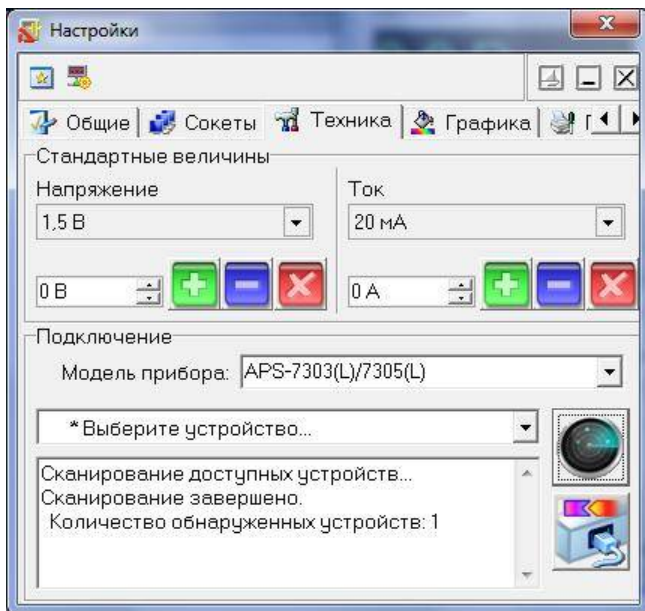 Настройки
Общие Сокеты Техника Графика
Стандартные величины
Напряжение Ток
1,5 В 20 мА
0 В 0 А
Подключение
Модель прибора: APS-7303(L)/7305(L)
* Выберите устройство...
Сканирование доступных устройств...
Сканирование завершено.
Количество обнаруженных устройств: 1